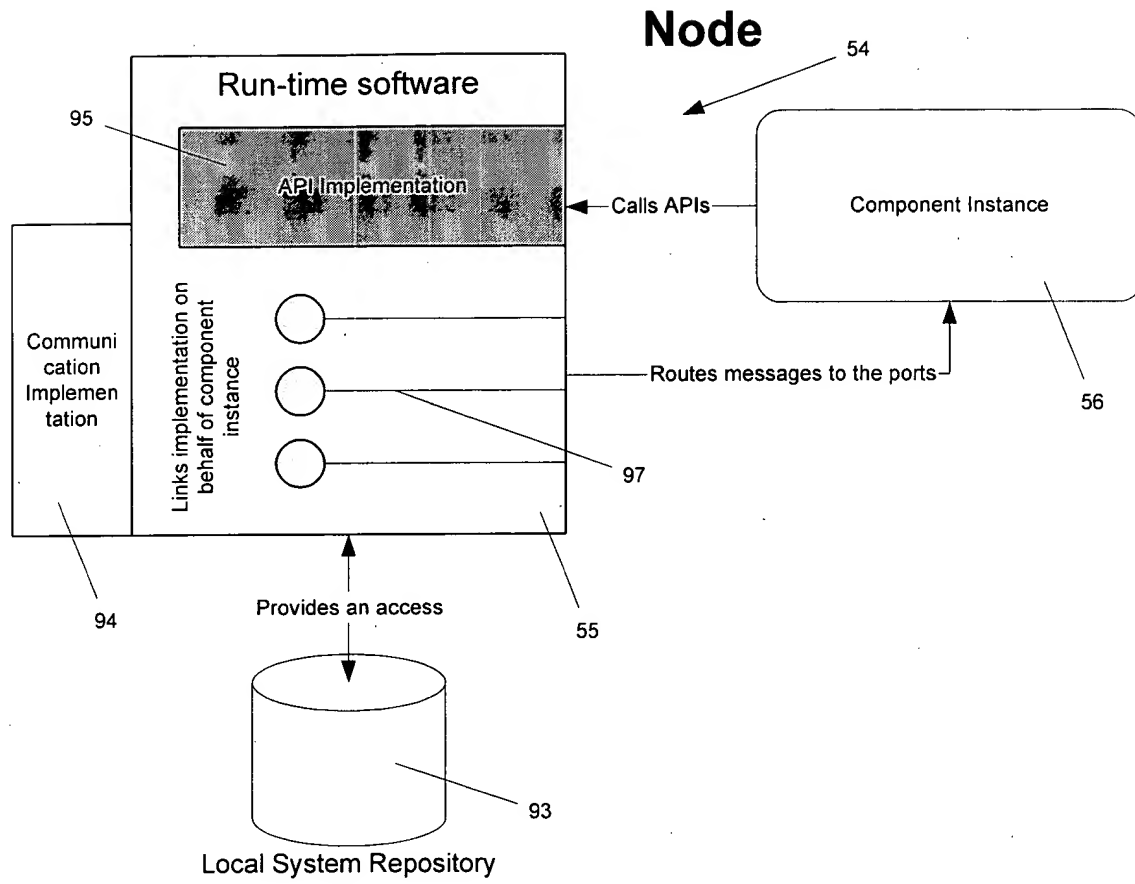 Node
54
Run-time software
95
API Implementation
Calls APIs
Component Instance
Links implementation on
behalf of component
instance
Communi
cation
Implemen
tation
Routes messages to the ports
56
97
94
Provides an access
55
93
Local System Repository